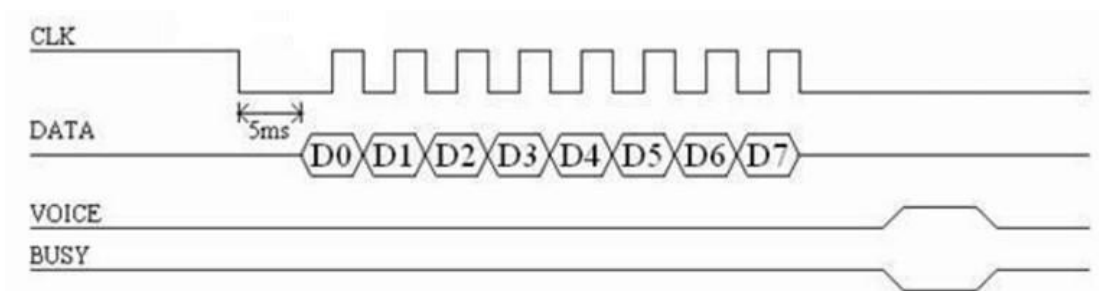 CLK
5ms
DATA
D0 D1 D2 D3 D4 D5 D6 D7
VOICE
BUSY